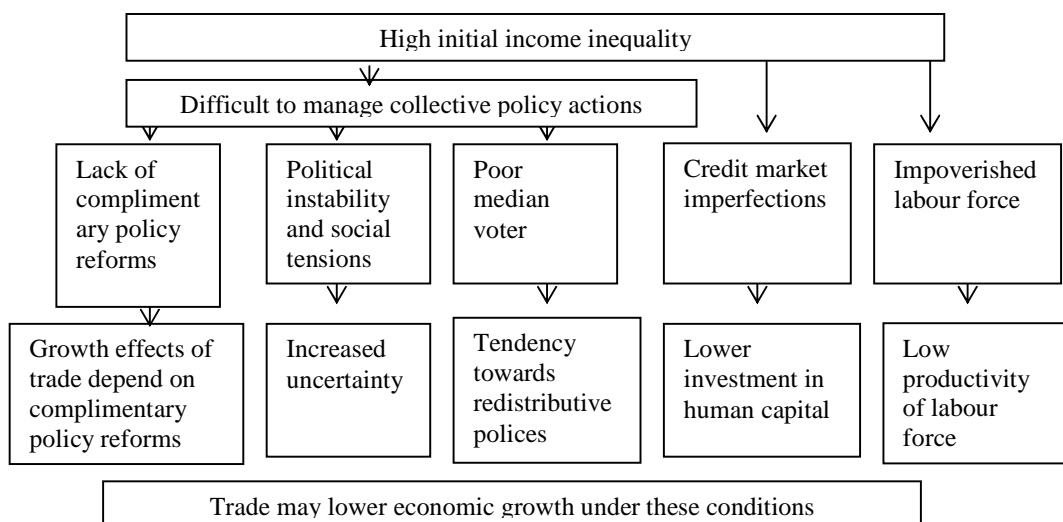 High initial income inequality
Difficult to manage collective policy actions
Lack of
compliment
ary policy
reforms
Political
instability
and social
tensions
Poor
median
voter
Credit market
imperfections
Impoverished
labour force
Growth effects of
trade depend on
complimentary
policy reforms
Increased
uncertainty
Tendency
towards
redistributive
polices
Lower
investment in
human capital
Low
productivity
of labour
force
Trade may lower economic growth under these conditions